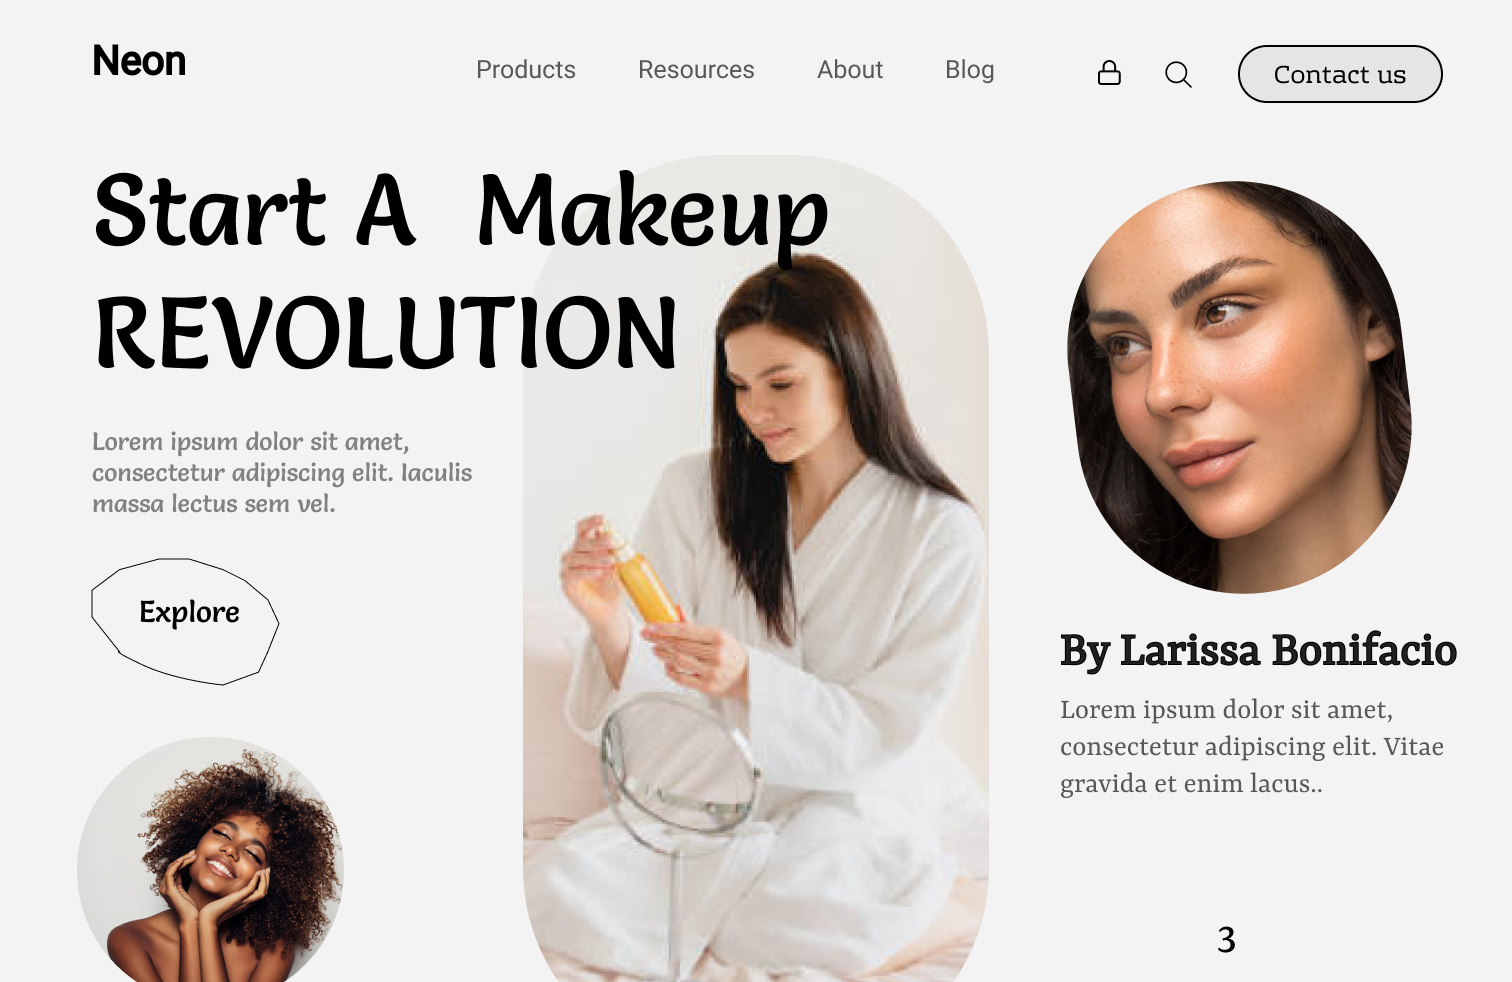 Neon
Products
Resources
About
Blog
Contact us
Start A Makeup
REVOLUTION
Lorem ipsum dolor sit amet,
consectetur adipiscing elit. Iaculis
massa lectus sem vel.
Explore
By Larissa Bonifacio
Lorem ipsum dolor sit amet,
consectetur adipiscing elit. Vitae
gravida et enim lacus..
3